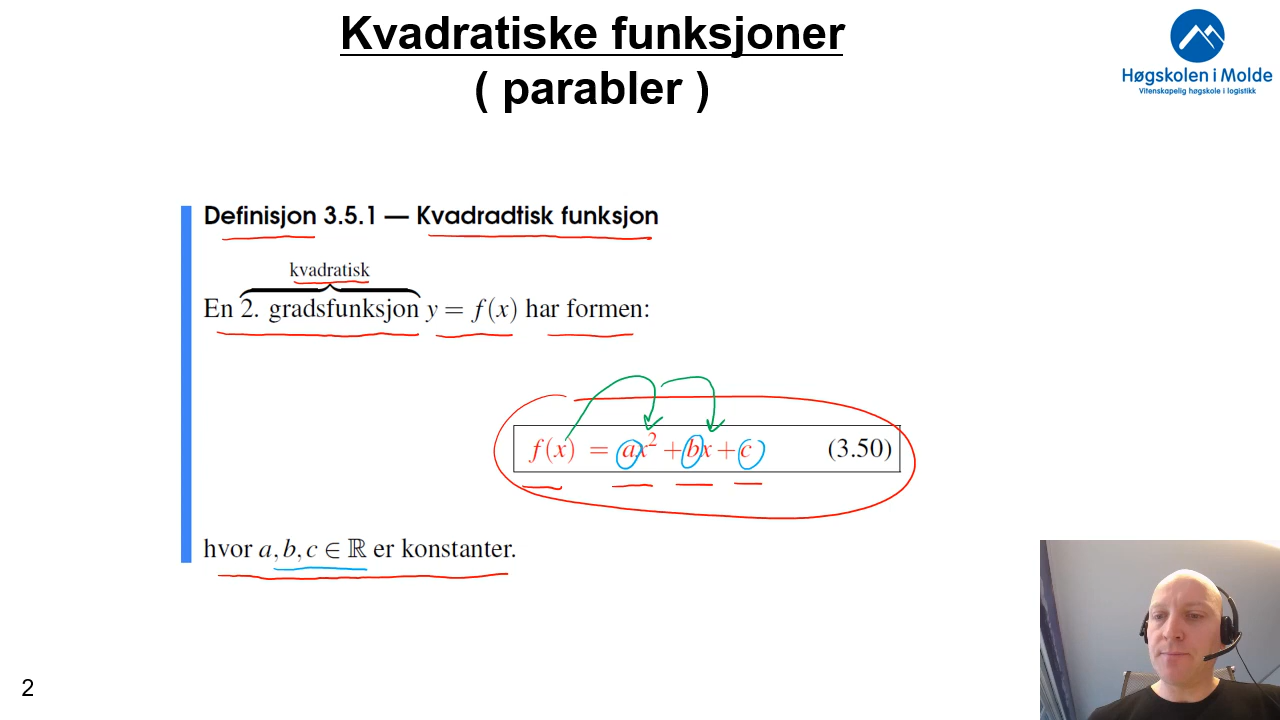 Kvadratiske funksjoner
( parabler )
Høgskolen i Molde
Vitenskapelig høgskole i logistikk
Definisjon 3.5.1 — Kvadradtisk funksjon
kvadratisk
En 2. gradsfunksjon y = f(x) har formen:
f(x) = ax² + bx + c (3.50)
hvor a, b, c ∈ ℝ er konstanter.
2